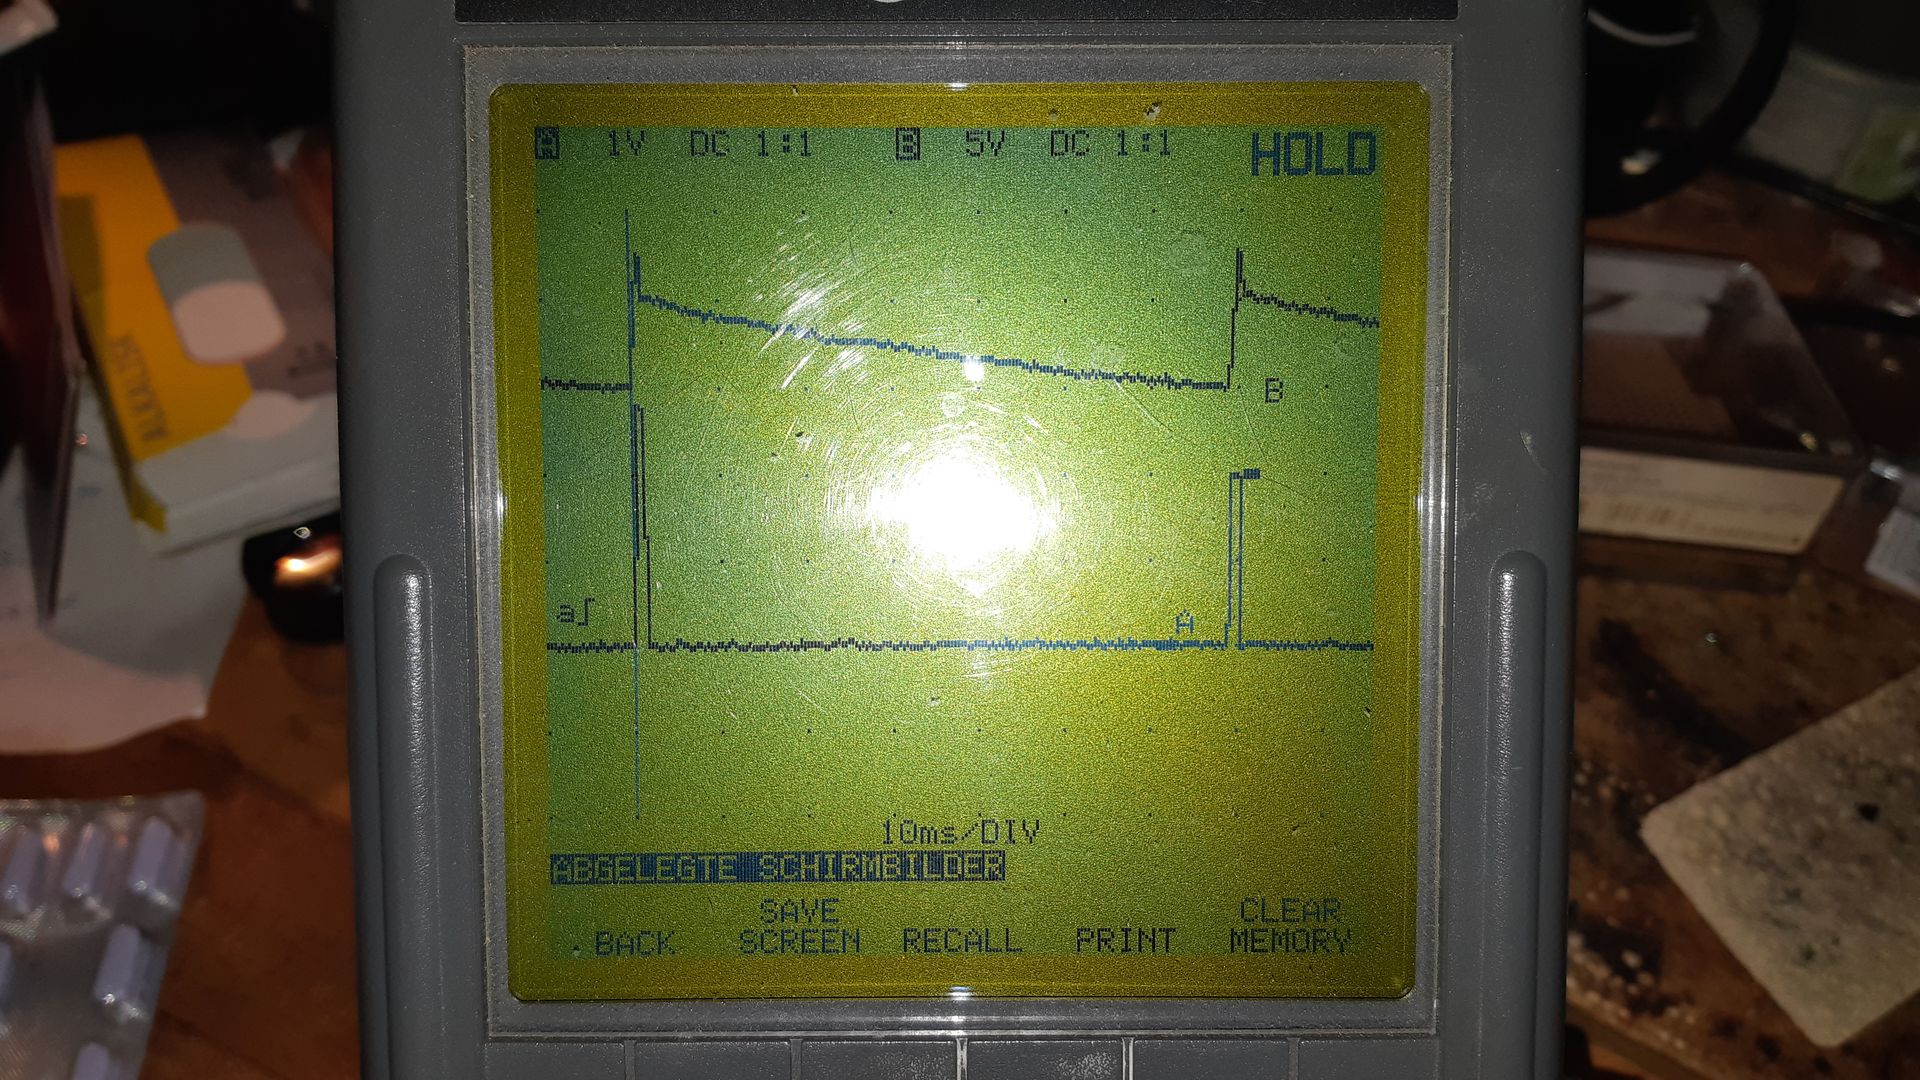 A 1V DC 1:1 B 5V DC 1:1 HOLD
B
a∫
A
10ms/DIV
ABGELEGTE SCHIRMBILDER
BACK SAVE SCREEN RECALL PRINT CLEAR MEMORY